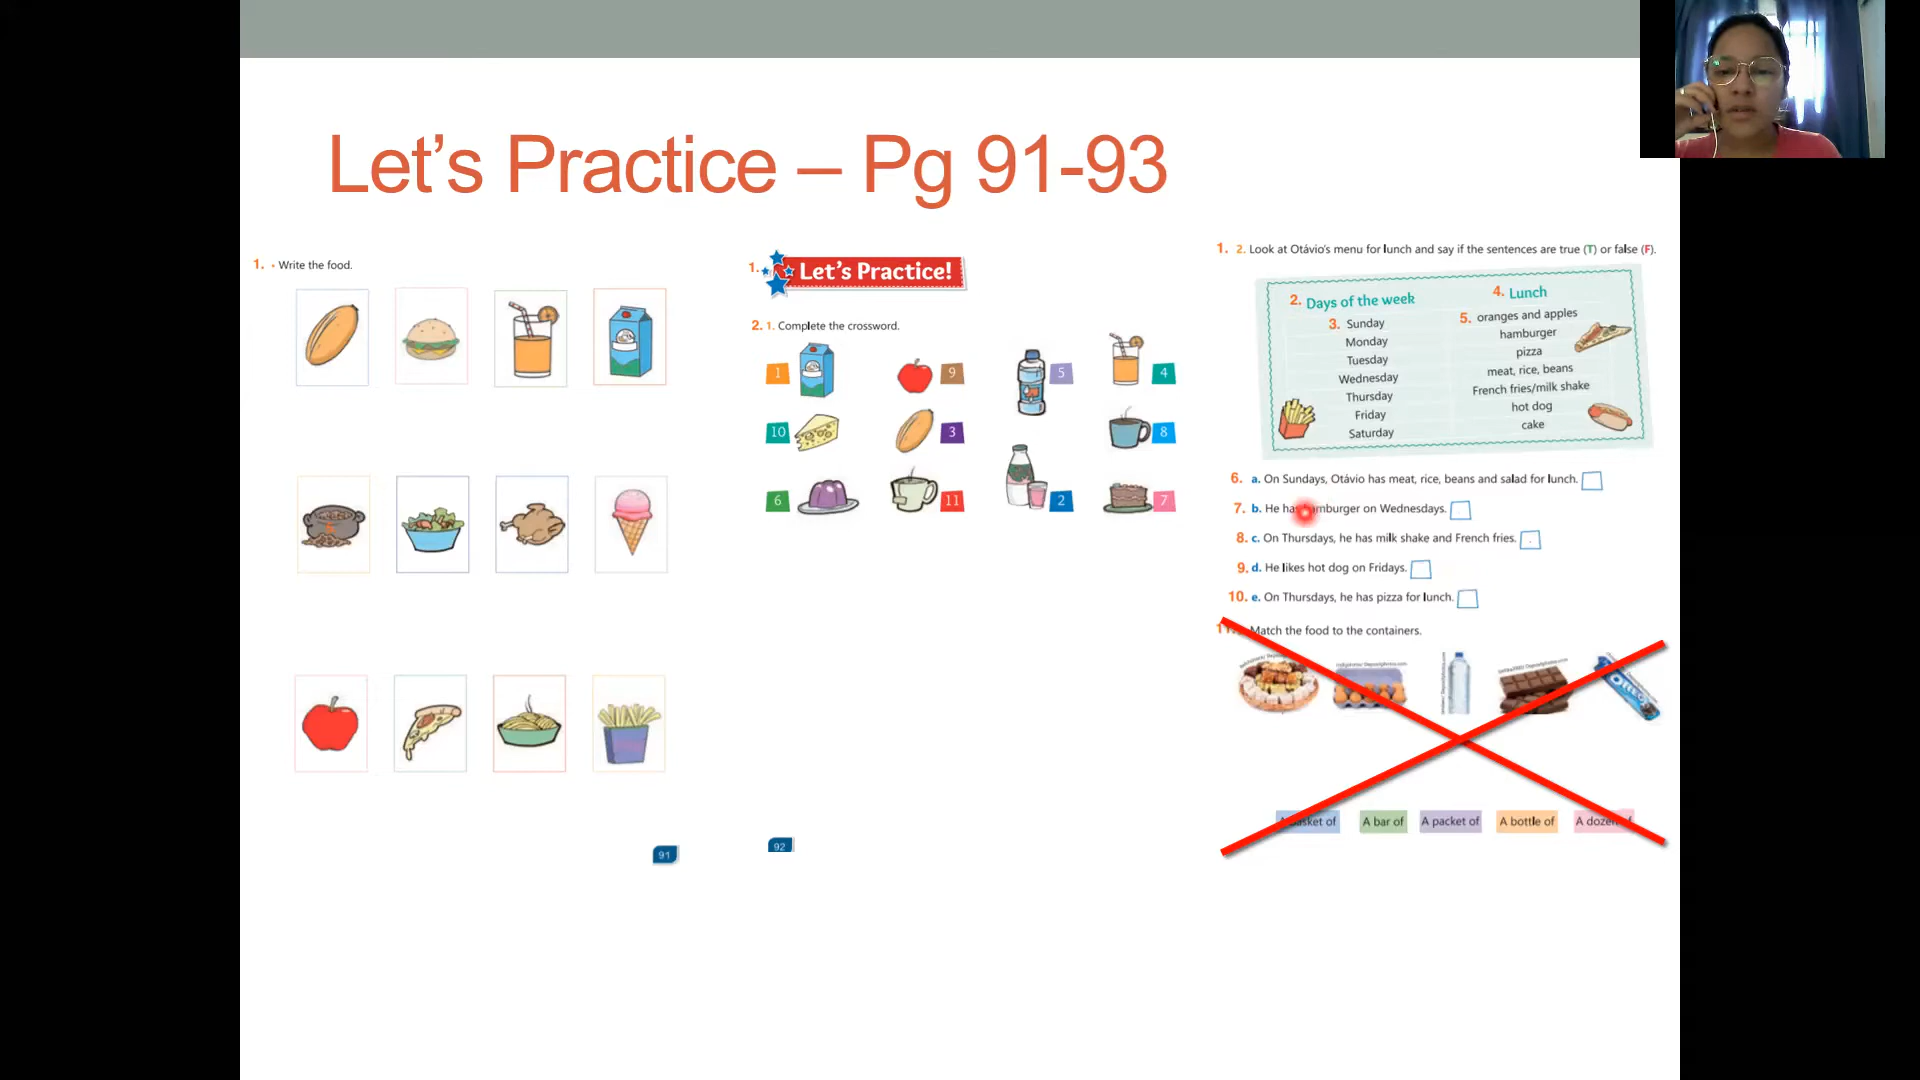 Let's Practice – Pg 91-93
1. • Write the food.
91
1. Let's Practice!
2. 1. Complete the crossword.
1 9 5 4
10 3 8
6 11 2 7
92
1. 2. Look at Otávio's menu for lunch and say if the sentences are true (T) or false (F).
2. Days of the week
3. Sunday
Monday
Tuesday
Wednesday
Thursday
Friday
Saturday
4. Lunch
5. oranges and apples
hamburger
pizza
meat, rice, beans
French fries/milk shake
hot dog
cake
6. a. On Sundays, Otávio has meat, rice, beans and salad for lunch.
7. b. He has hamburger on Wednesdays.
8. c. On Thursdays, he has milk shake and French fries.
9. d. He likes hot dog on Fridays.
10. e. On Thursdays, he has pizza for lunch.
Match the food to the containers.
OREO
A basket of A bar of A packet of A bottle of A dozen of